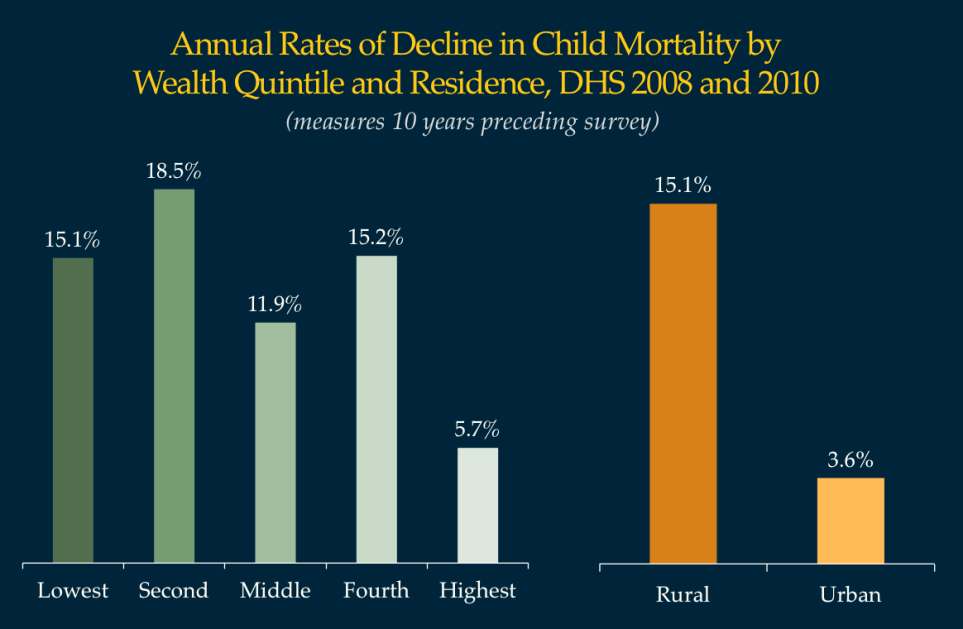 Annual Rates of Decline in Child Mortality by
Wealth Quintile and Residence, DHS 2008 and 2010
(measures 10 years preceding survey)
18.5%
15.1%
15.2%
11.9%
5.7%
Lowest Second Middle Fourth Highest
15.1%
3.6%
Rural Urban